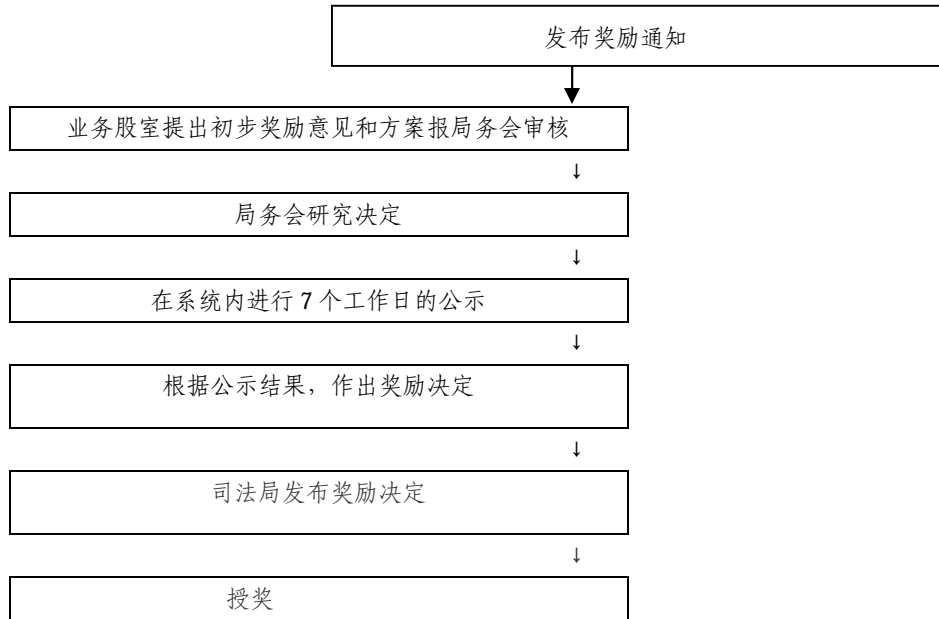 发布奖励通知
业务股室提出初步奖励意见和方案报局务会审核
↓
局务会研究决定
↓
在系统内进行 7 个工作日的公示
↓
根据公示结果，作出奖励决定
↓
司法局发布奖励决定
↓
授奖